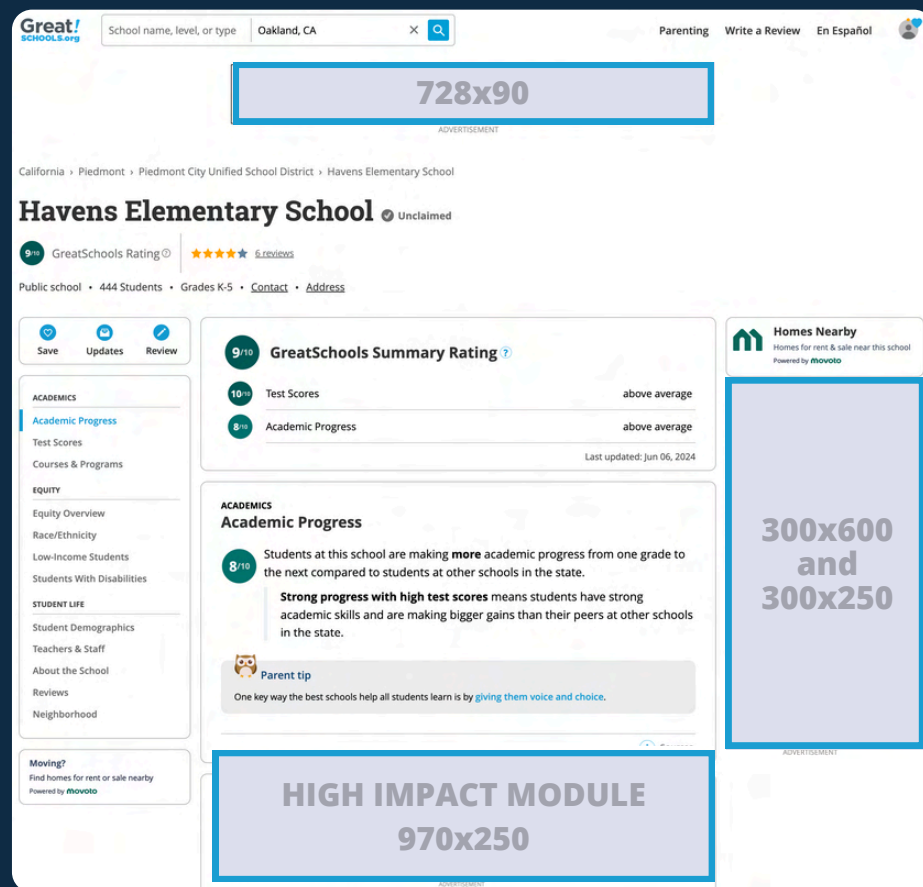 Great!
SCHOOLS.org
School name, level, or type
Oakland, CA
Parenting
Write a Review
En Español
728x90
ADVERTISEMENT
California › Piedmont › Piedmont City Unified School District › Havens Elementary School
Havens Elementary School
Unclaimed
9/10 GreatSchools Rating
6 reviews
Public school • 444 Students • Grades K-5 • Contact • Address
Save
Updates
Review
ACADEMICS
Academic Progress
Test Scores
Courses & Programs
EQUITY
Equity Overview
Race/Ethnicity
Low-Income Students
Students With Disabilities
STUDENT LIFE
Student Demographics
Teachers & Staff
About the School
Reviews
Neighborhood
Moving?
Find homes for rent or sale nearby
Powered by movoto
9/10 GreatSchools Summary Rating ?
10/10 Test Scores above average
8/10 Academic Progress above average
Last updated: Jun 06, 2024
ACADEMICS
Academic Progress
8/10
Students at this school are making more academic progress from one grade to
the next compared to students at other schools in the state.
Strong progress with high test scores means students have strong
academic skills and are making bigger gains than their peers at other schools
in the state.
Parent tip
One key way the best schools help all students learn is by giving them voice and choice.
HIGH IMPACT MODULE
970x250
ADVERTISEMENT
Homes Nearby
Homes for rent & sale near this school
Powered by movoto
300x600
and
300x250
ADVERTISEMENT